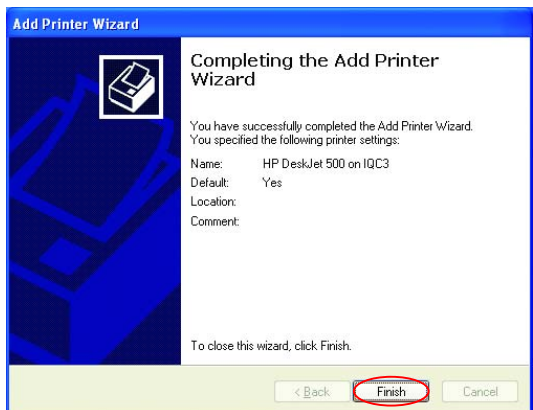 Add Printer Wizard
Completing the Add Printer
Wizard
You have successfully completed the Add Printer Wizard.
You specified the following printer settings:
Name: HP DeskJet 500 on IQC3
Default: Yes
Location:
Comment:
To close this wizard, click Finish.
< Back Finish Cancel